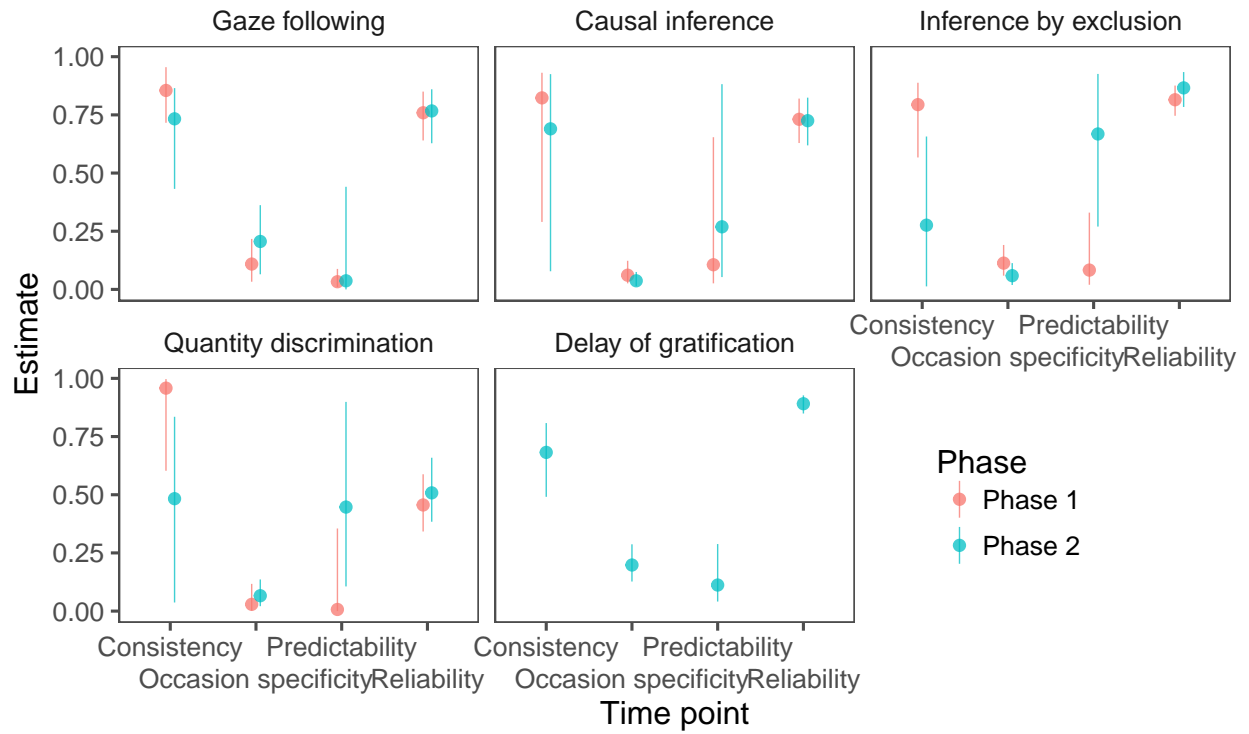 Gaze following
Causal inference
Inference by exclusion
1.00
0.75
0.50
0.25
0.00
Consistency
Predictability
Occasion specificity
Reliability
Quantity discrimination
Delay of gratification
Estimate
1.00
0.75
0.50
0.25
0.00
Consistency
Predictability
Consistency
Predictability
Occasion specificity
Reliability
Occasion specificity
Reliability
Time point
Phase
Phase 1
Phase 2